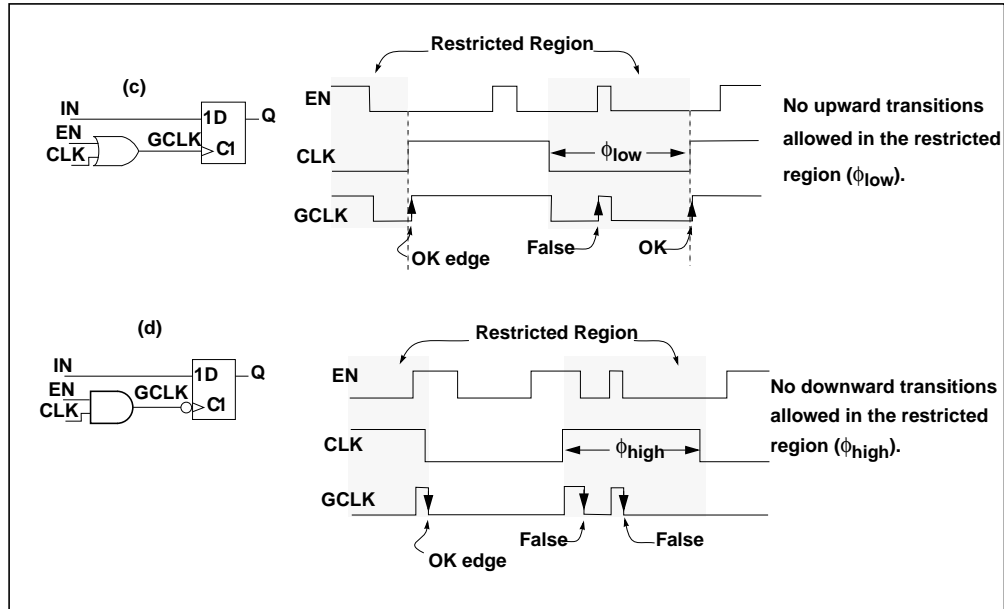 Restricted Region
(c)
IN
1D
Q
EN
GCLK
CLK
C1
EN
CLK
ϕlow
GCLK
OK edge
False
OK
No upward transitions
allowed in the restricted
region (ϕlow).
(d)
Restricted Region
IN
1D
Q
EN
GCLK
CLK
C1
EN
CLK
ϕhigh
GCLK
OK edge
False
False
No downward transitions
allowed in the restricted
region (ϕhigh).